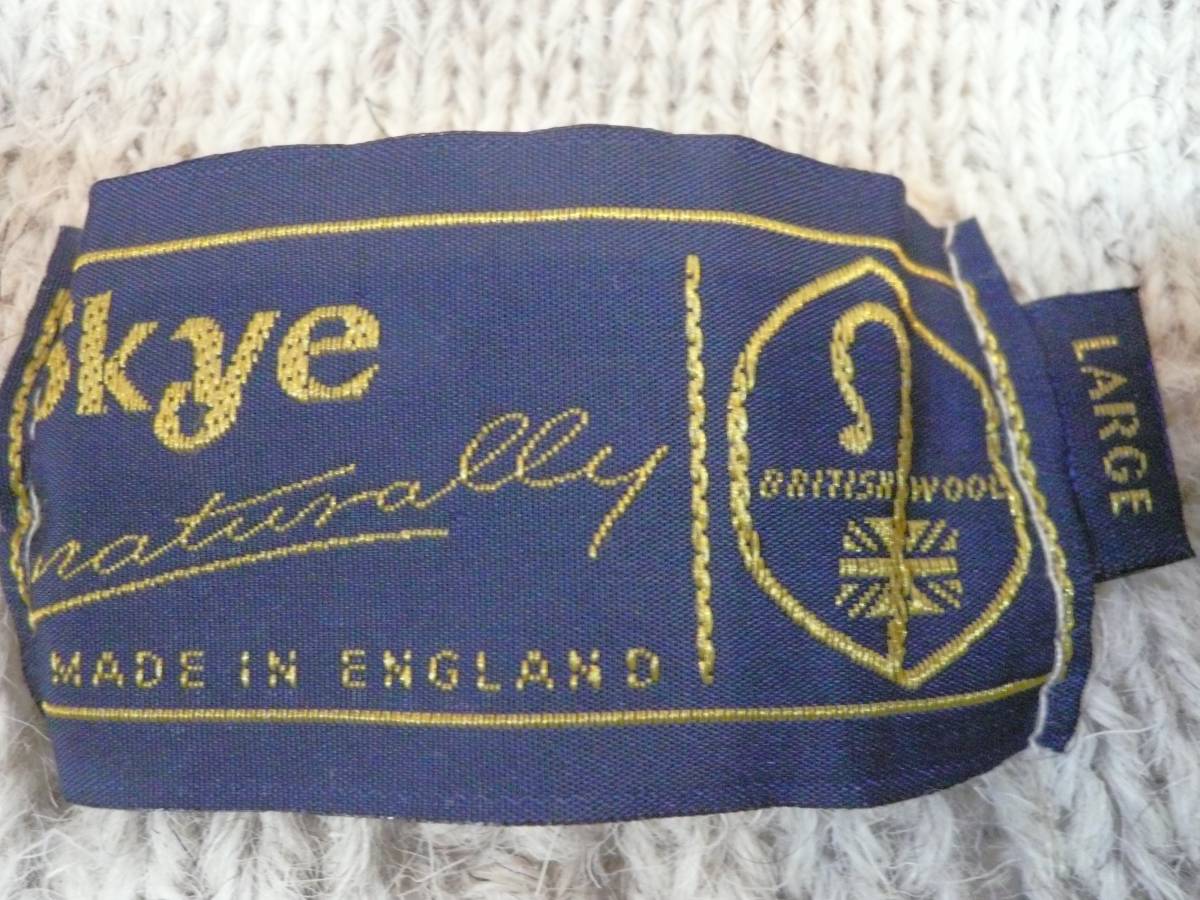 Skye
naturally
MADE IN ENGLAND
BRITISH WOOL
LARGE